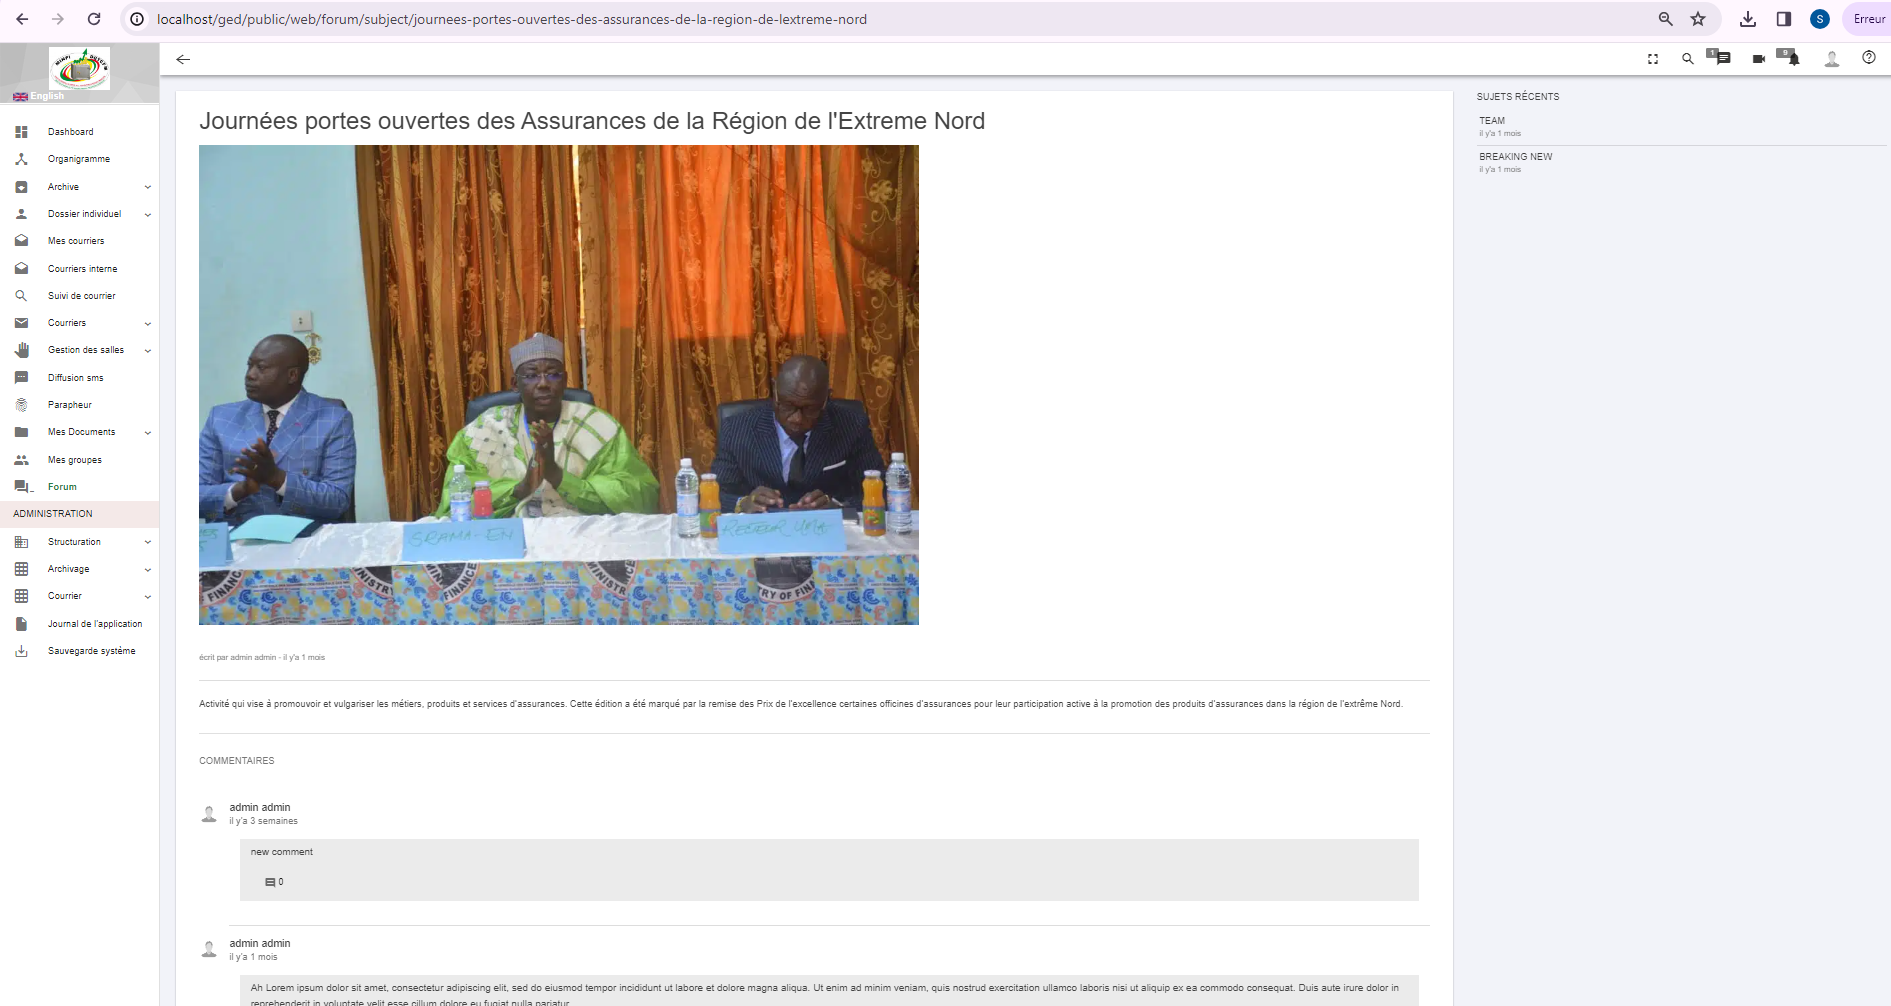 localhost/ged/public/web/forum/subject/journees-portes-ouvertes-des-assurances-de-la-region-de-lextreme-nord
S
Erreur
English
1
9
Dashboard
Organigramme
Archive
Dossier individuel
Mes courriers
Courriers interne
Suivi de courrier
Courriers
Gestion des salles
Diffusion sms
Parapheur
Mes Documents
Mes groupes
Forum
ADMINISTRATION
Structuration
Archivage
Courrier
Journal de l'application
Sauvegarde systéme
Journées portes ouvertes des Assurances de la Région de l'Extreme Nord
SRAMA-EN
RECTEUR UMA
FINANC
MINISTRY
MINISTR
TRY OF FIN
écrit par admin admin - il y'a 1 mois
Activité qui vise à promouvoir et vulgariser les métiers, produits et services d'assurances. Cette édition a été marqué par la remise des Prix de l'excellence certaines officines d'assurances pour leur participation active à la promotion des produits d'assurances dans la région de l'extrême Nord.
COMMENTAIRES
admin admin
il y'a 3 semaines
new comment
0
admin admin
il y'a 1 mois
Ah Lorem ipsum dolor sit amet, consectetur adipiscing elit, sed do eiusmod tempor incididunt ut labore et dolore magna aliqua. Ut enim ad minim veniam, quis nostrud exercitation ullamco laboris nisi ut aliquip ex ea commodo consequat. Duis aute irure dolor in
reprehenderit in voluptate velit esse cillum dolore eu fugiat nulla pariatur.
SUJETS RÉCENTS
TEAM
il y'a 1 mois
BREAKING NEW
il y'a 1 mois